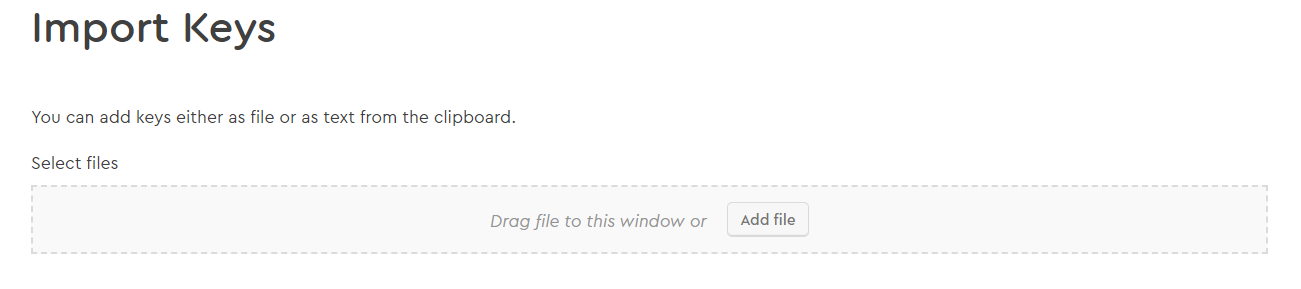 Import Keys
You can add keys either as file or as text from the clipboard.
Select files
Drag file to this window or Add file